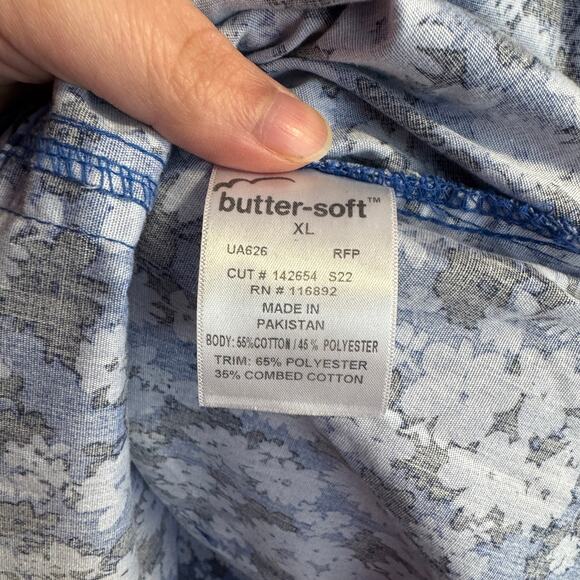 butter-soft™
XL
UA626 RFP
CUT # 142654 S22
RN # 116892
MADE IN
PAKISTAN
BODY: 55%COTTON / 45% POLYESTER
TRIM: 65% POLYESTER
35% COMBED COTTON